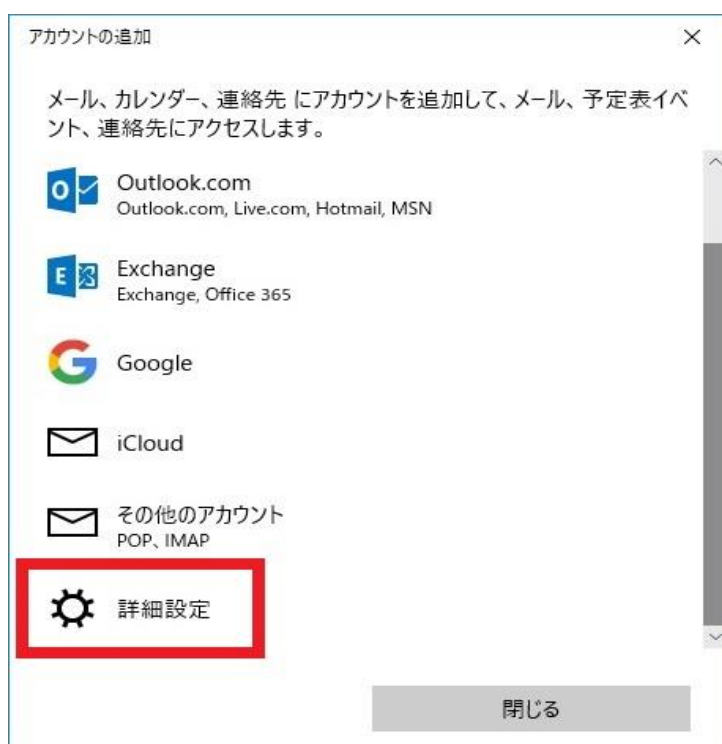 アカウントの追加
メール、カレンダー、連絡先 にアカウントを追加して、メール、予定表イベ
ント、連絡先にアクセスします。
Outlook.com
Outlook.com, Live.com, Hotmail, MSN
Exchange
Exchange, Office 365
Google
iCloud
その他のアカウント
POP、IMAP
詳細設定
閉じる